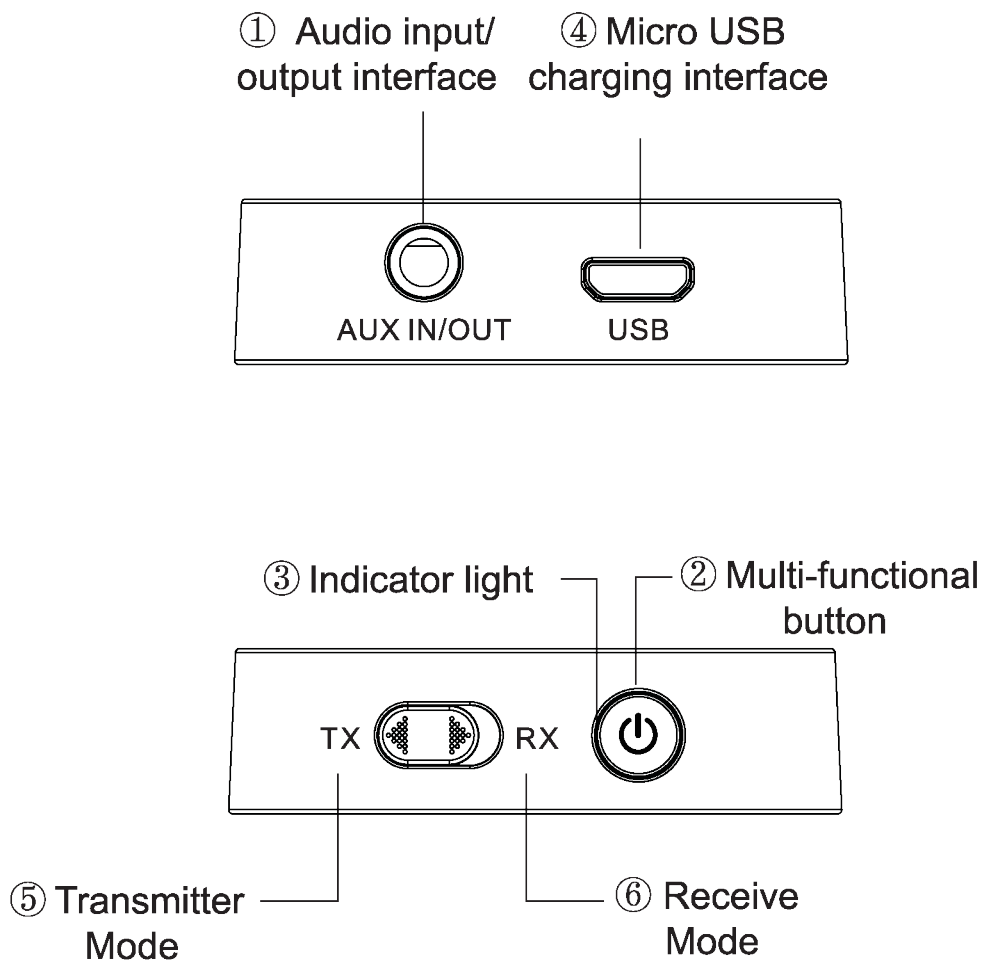 ① Audio input/
output interface
④ Micro USB
charging interface
AUX IN/OUT
USB
③ Indicator light
② Multi-functional
button
TX
RX
⑤ Transmitter
Mode
⑥ Receive
Mode